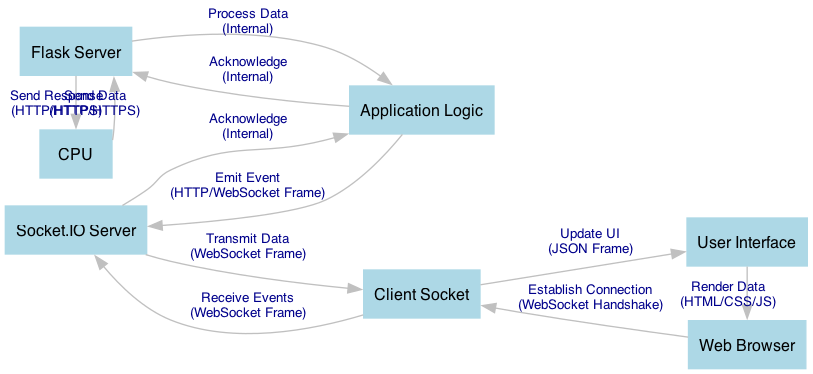 Process Data
(Internal)
Flask Server
Acknowledge
(Internal)
Send Response
(HTTP/HTTPS)
Send Data
(HTTP/HTTPS)
Application Logic
Acknowledge
(Internal)
CPU
Emit Event
(HTTP/WebSocket Frame)
Socket.IO Server
Transmit Data
(WebSocket Frame)
Update UI
(JSON Frame)
User Interface
Receive Events
(WebSocket Frame)
Client Socket
Establish Connection
(WebSocket Handshake)
Render Data
(HTML/CSS/JS)
Web Browser